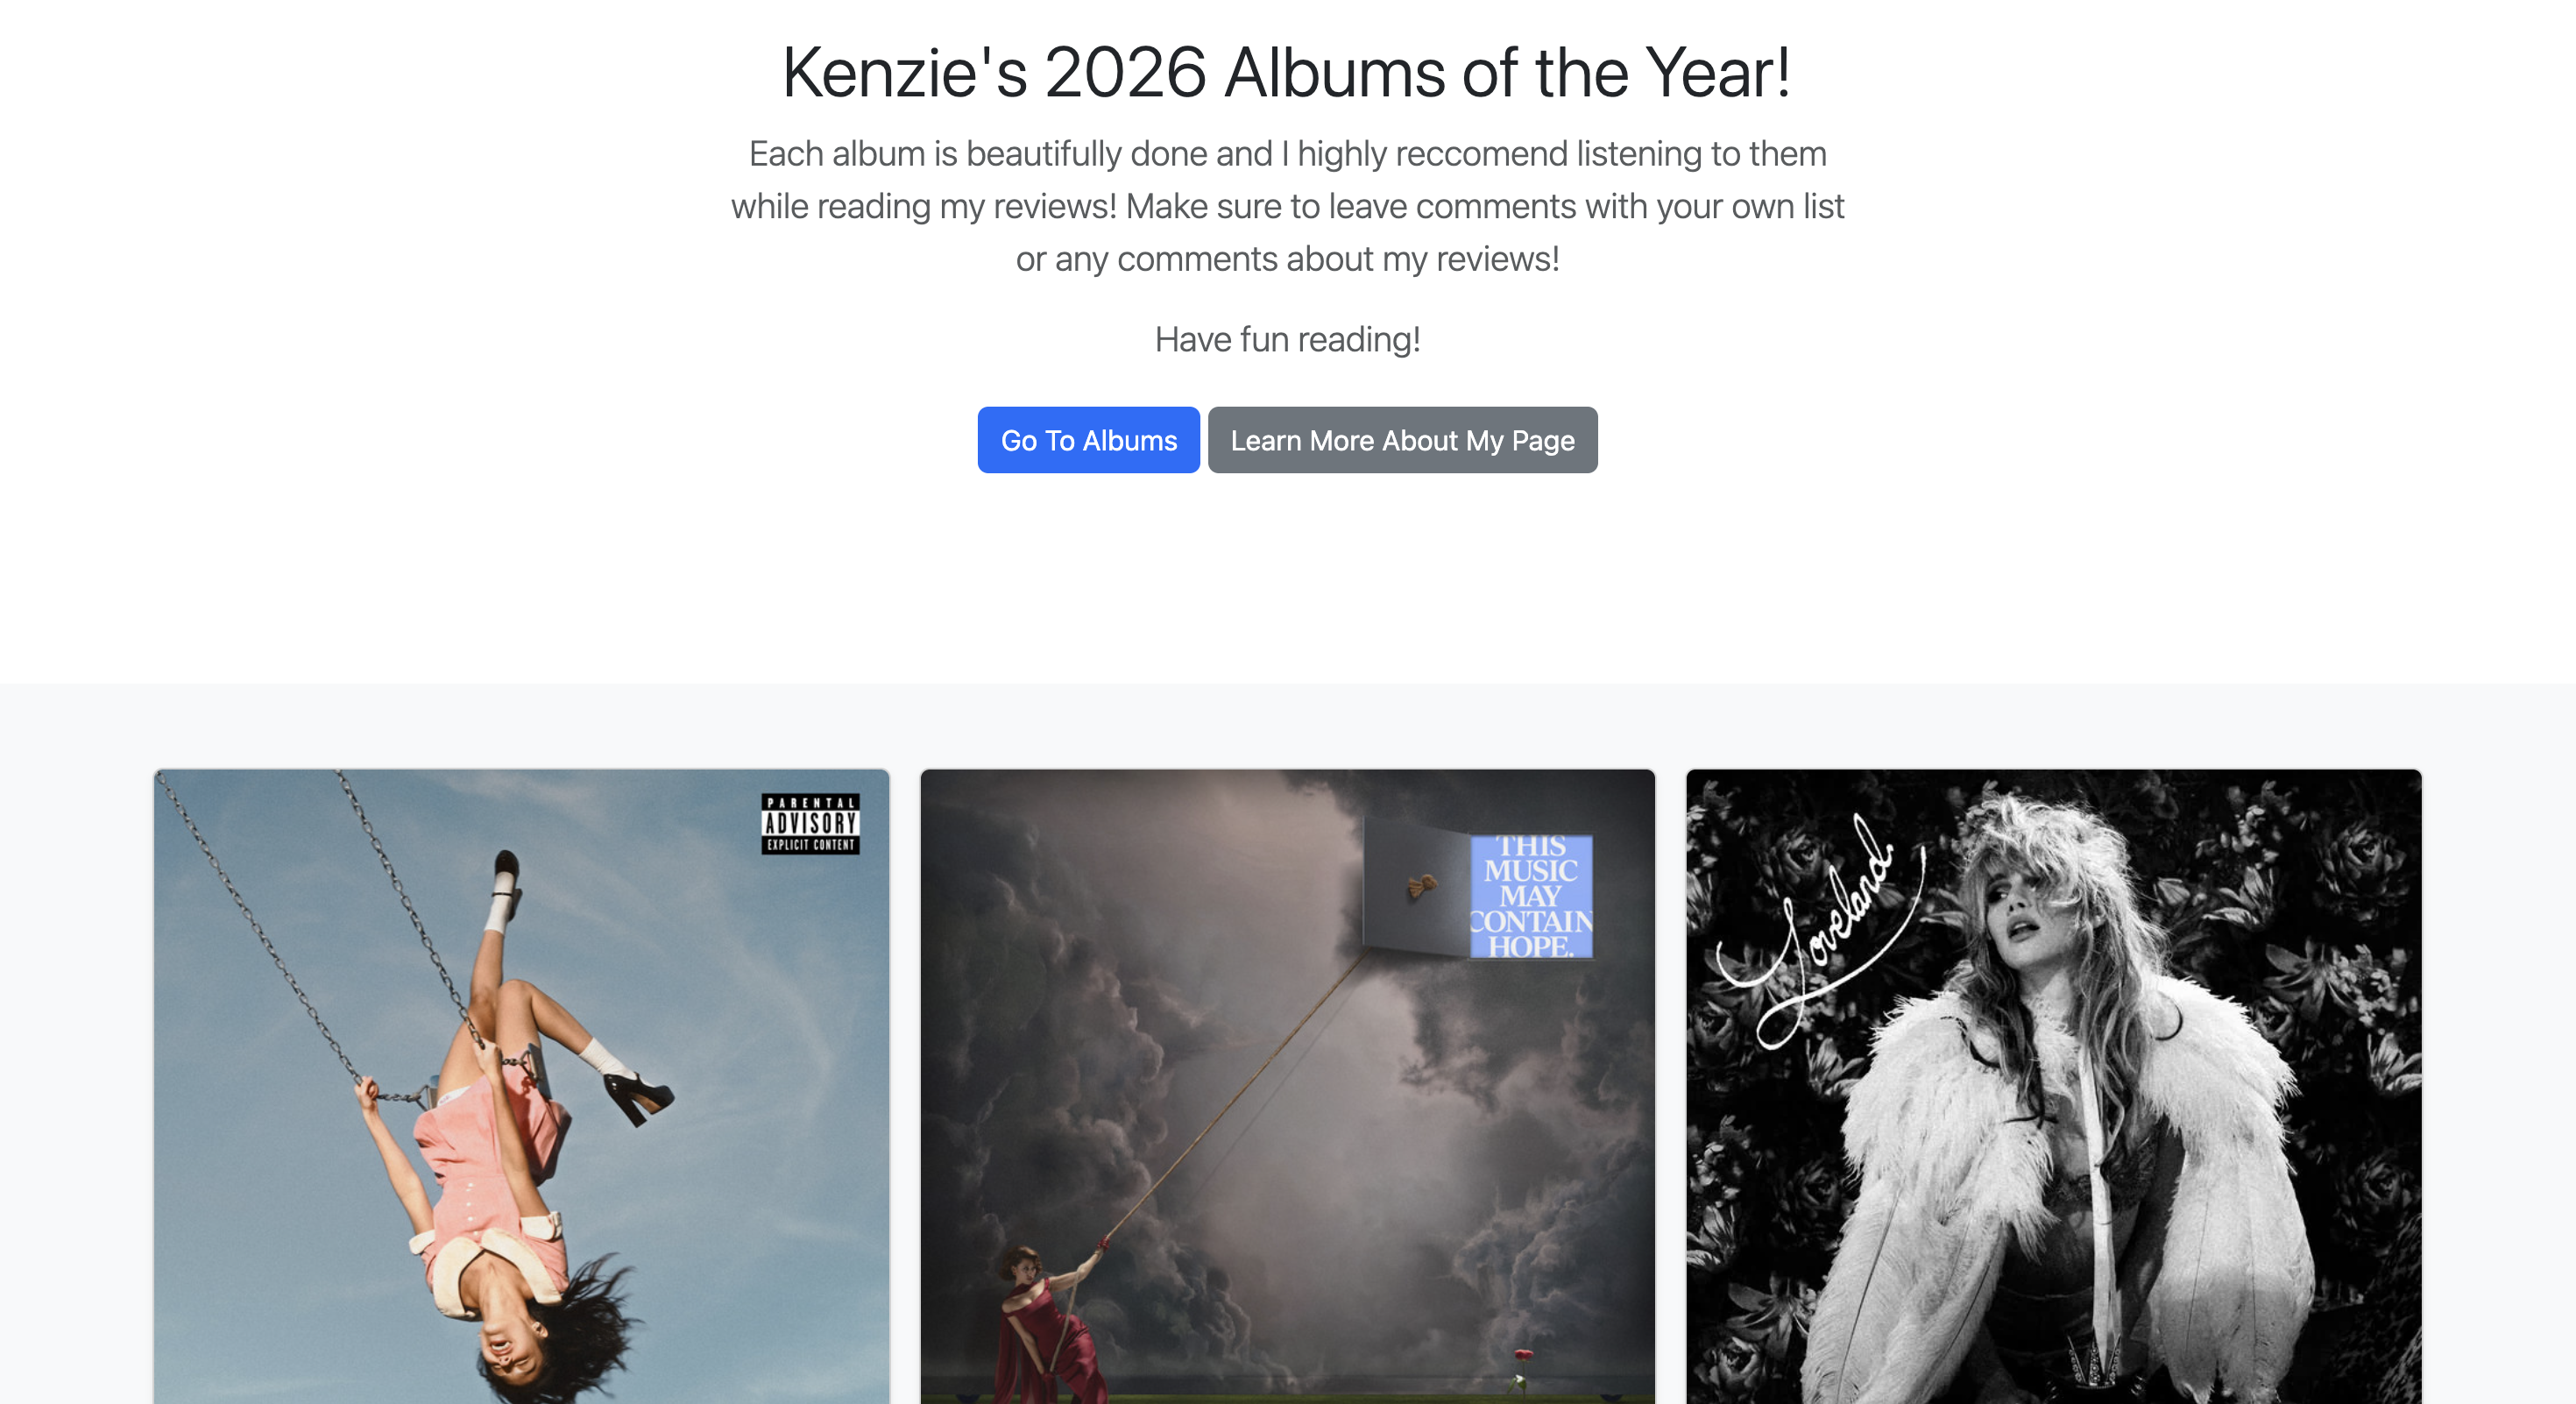 Kenzie's 2026 Albums of the Year!
Each album is beautifully done and I highly reccomend listening to them
while reading my reviews! Make sure to leave comments with your own list
or any comments about my reviews!
Have fun reading!
Go To Albums
Learn More About My Page
PARENTAL
ADVISORY
EXPLICIT CONTENT
THIS
MUSIC
MAY
CONTAIN
HOPE.
Loveland